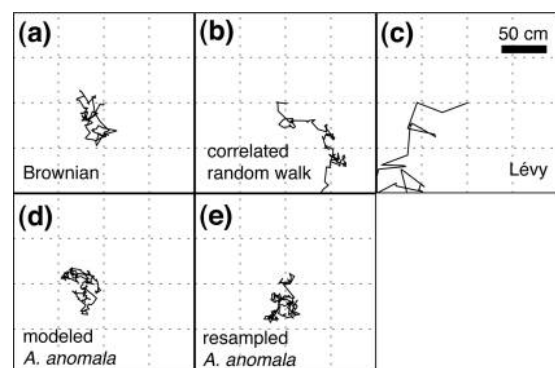 (a)
(b)
(c)
50 cm
Brownian
correlated
random walk
Lévy
(d)
(e)
modeled
A. anomala
resampled
A. anomala